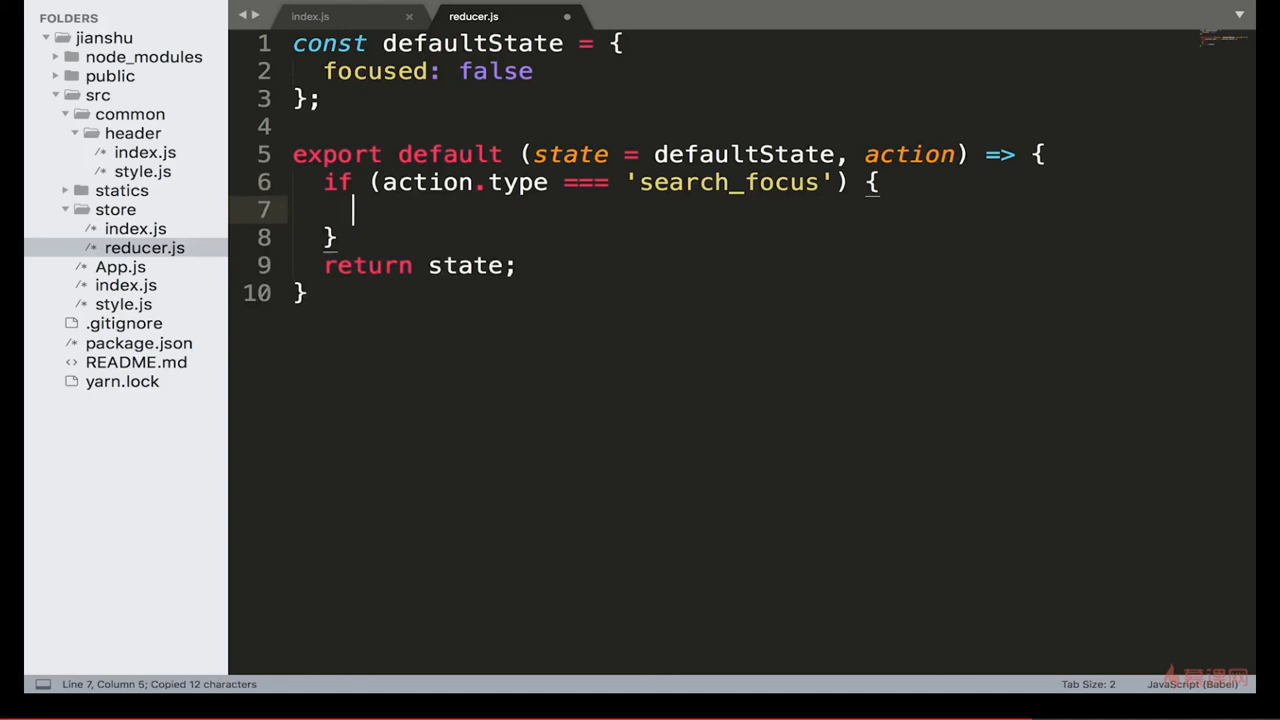 FOLDERS
jianshu
node_modules
public
src
common
header
index.js
style.js
statics
store
index.js
reducer.js
App.js
index.js
style.js
.gitignore
package.json
README.md
yarn.lock
index.js
reducer.js
1 const defaultState = {
2 focused: false
3 };
4
5 export default (state = defaultState, action) => {
6 if (action.type === 'search_focus') {
7
8 }
9 return state;
10 }
Line 7, Column 5; Copied 12 characters
Tab Size: 2
JavaScript (Babel)
慕课网